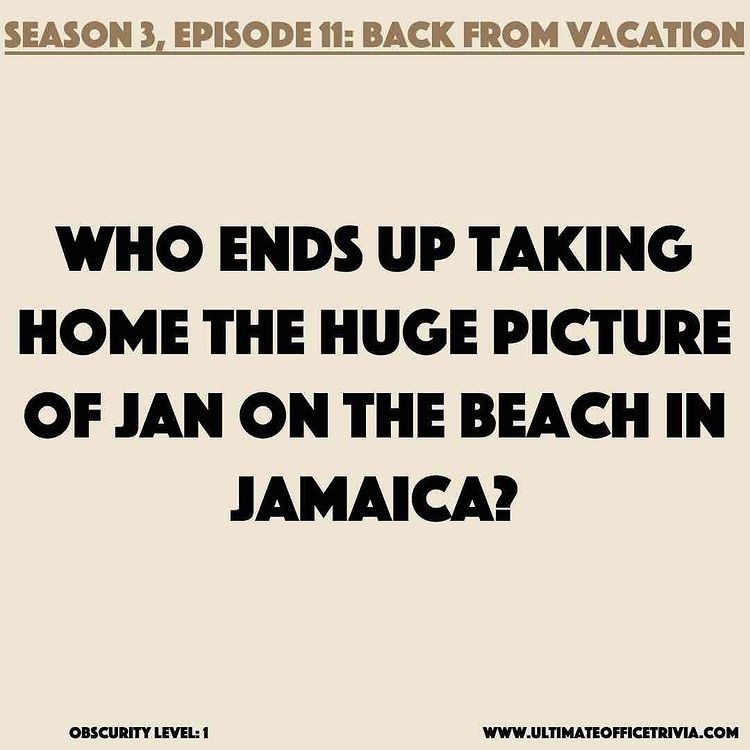 SEASON 3, EPISODE 11: BACK FROM VACATION
WHO ENDS UP TAKING
HOME THE HUGE PICTURE
OF JAN ON THE BEACH IN
JAMAICA?
OBSCURITY LEVEL: 1
WWW.ULTIMATEOFFICETRIVIA.COM